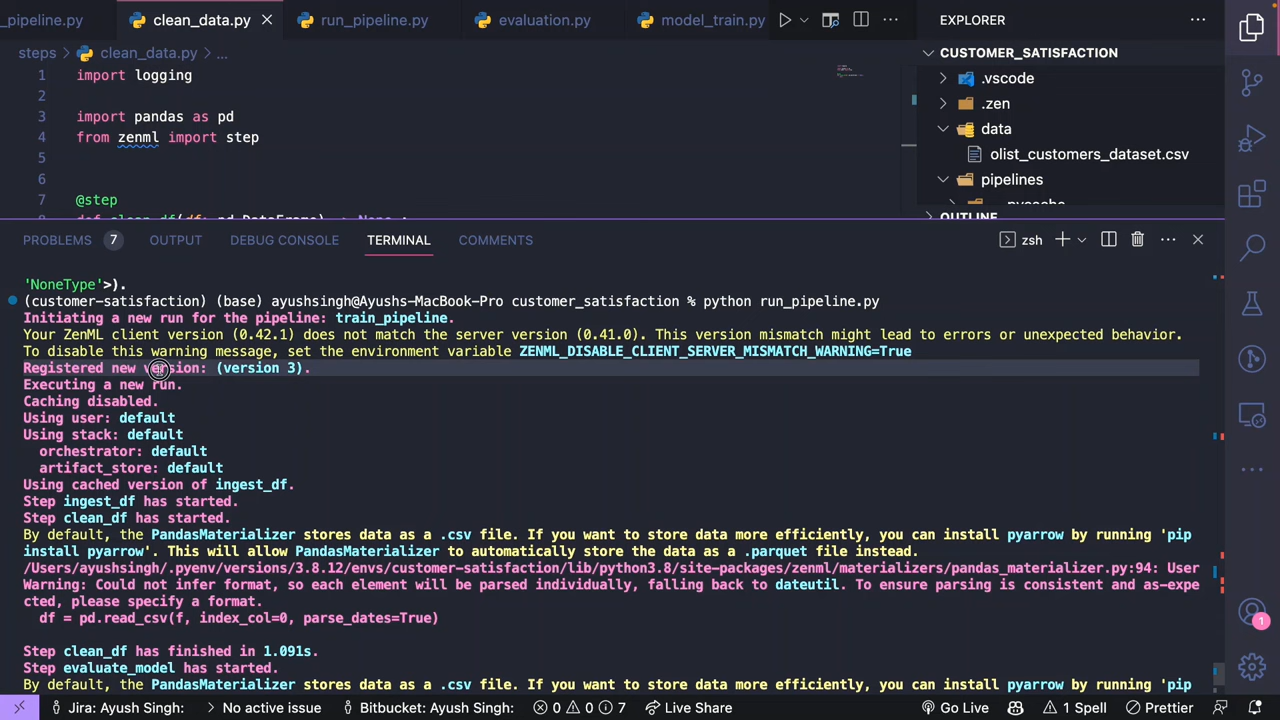 _pipeline.py clean_data.py run_pipeline.py evaluation.py model_train.py EXPLORER
steps > clean_data.py > ...
1 import logging
2
3 import pandas as pd
4 from zenml import step
5
6
7 @step
8 def clean_df(df: pd.DataFrame) -> None :
CUSTOMER_SATISFACTION
.vscode
.zen
data
olist_customers_dataset.csv
pipelines
__pycache__
OUTLINE
PROBLEMS 7 OUTPUT DEBUG CONSOLE TERMINAL COMMENTS zsh
'NoneType'>).
(customer-satisfaction) (base) ayushsingh@Ayushs-MacBook-Pro customer_satisfaction % python run_pipeline.py
Initiating a new run for the pipeline: train_pipeline.
Your ZenML client version (0.42.1) does not match the server version (0.41.0). This version mismatch might lead to errors or unexpected behavior.
To disable this warning message, set the environment variable ZENML_DISABLE_CLIENT_SERVER_MISMATCH_WARNING=True
Registered new version: (version 3).
Executing a new run.
Caching disabled.
Using user: default
Using stack: default
orchestrator: default
artifact_store: default
Using cached version of ingest_df.
Step ingest_df has started.
Step clean_df has started.
By default, the PandasMaterializer stores data as a .csv file. If you want to store data more efficiently, you can install pyarrow by running 'pip
install pyarrow'. This will allow PandasMaterializer to automatically store the data as a .parquet file instead.
/Users/ayushsingh/.pyenv/versions/3.8.12/envs/customer-satisfaction/lib/python3.8/site-packages/zenml/materializers/pandas_materializer.py:94: User
Warning: Could not infer format, so each element will be parsed individually, falling back to dateutil. To ensure parsing is consistent and as-expe
cted, please specify a format.
df = pd.read_csv(f, index_col=0, parse_dates=True)
Step clean_df has finished in 1.091s.
Step evaluate_model has started.
By default, the PandasMaterializer stores data as a .csv file. If you want to store data more efficiently, you can install pyarrow by running 'pip
1
Jira: Ayush Singh: No active issue Bitbucket: Ayush Singh: 0 0 7 Live Share Go Live 1 Spell Prettier